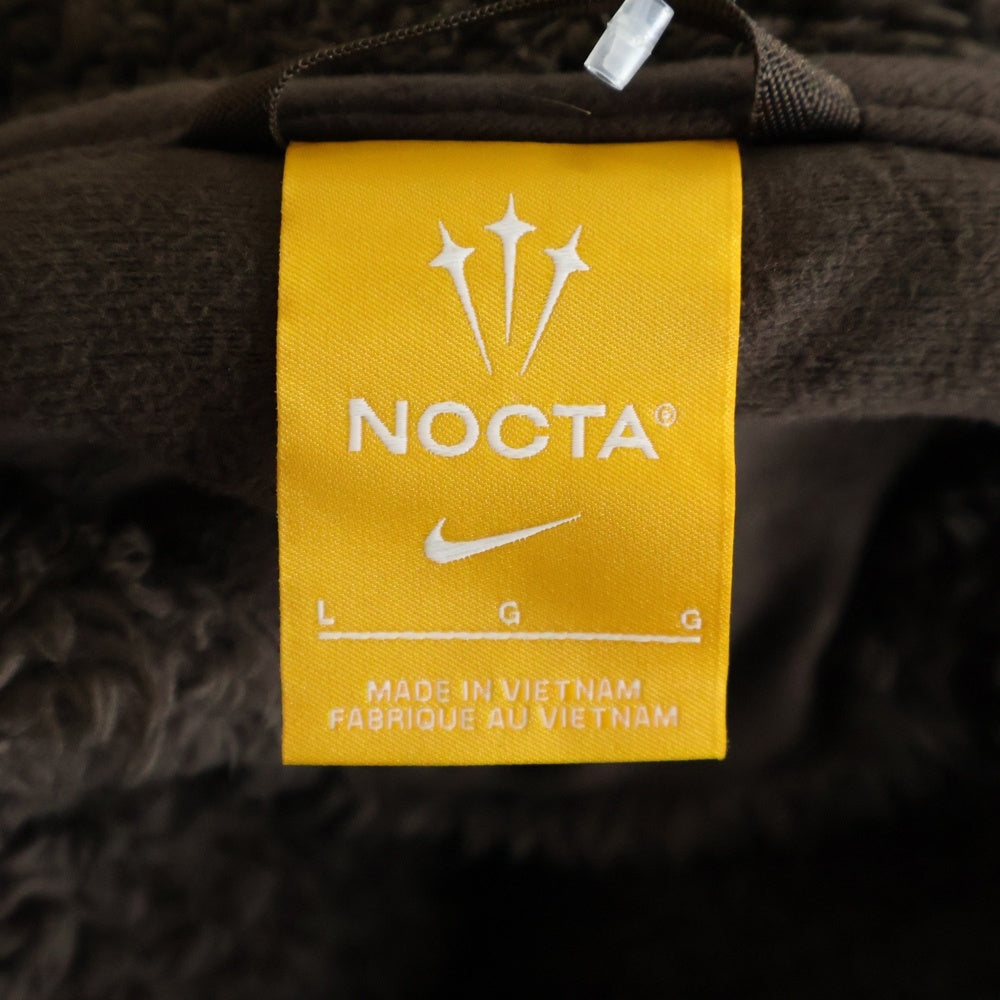 NOCTA®
L G G
MADE IN VIETNAM
FABRIQUE AU VIETNAM